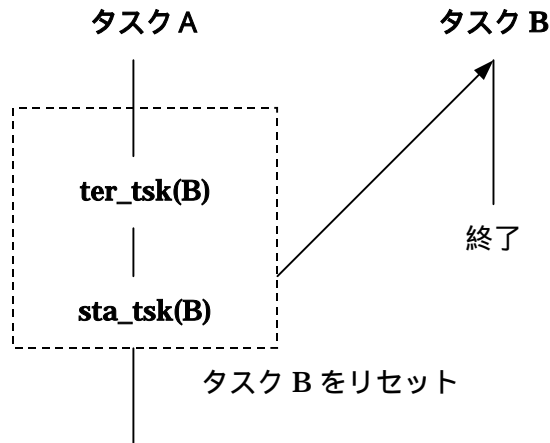 タスク A
タスク B
ter_tsk(B)
終了
sta_tsk(B)
タスク B をリセット